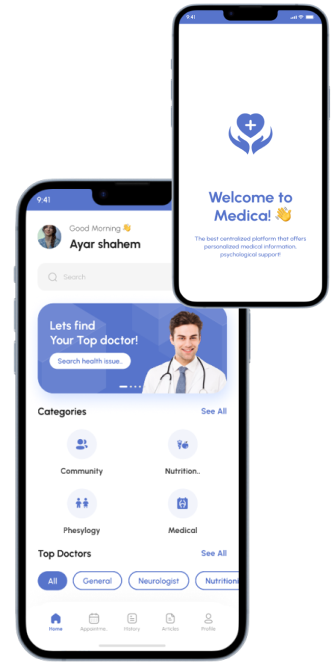 9:41
Welcome to
Medica! 👋
The best centralized platform that offers
personalized medical information,
psychological support!
9:41
Good Morning 👋
Ayar shahem
Search
Lets find
Your Top doctor!
Search health issue..
Categories
See All
Community
Nutrition..
Phesylogy
Medical
Top Doctors
See All
All
General
Neurologist
Nutritioni
Home
Appointme..
History
Articles
Profile